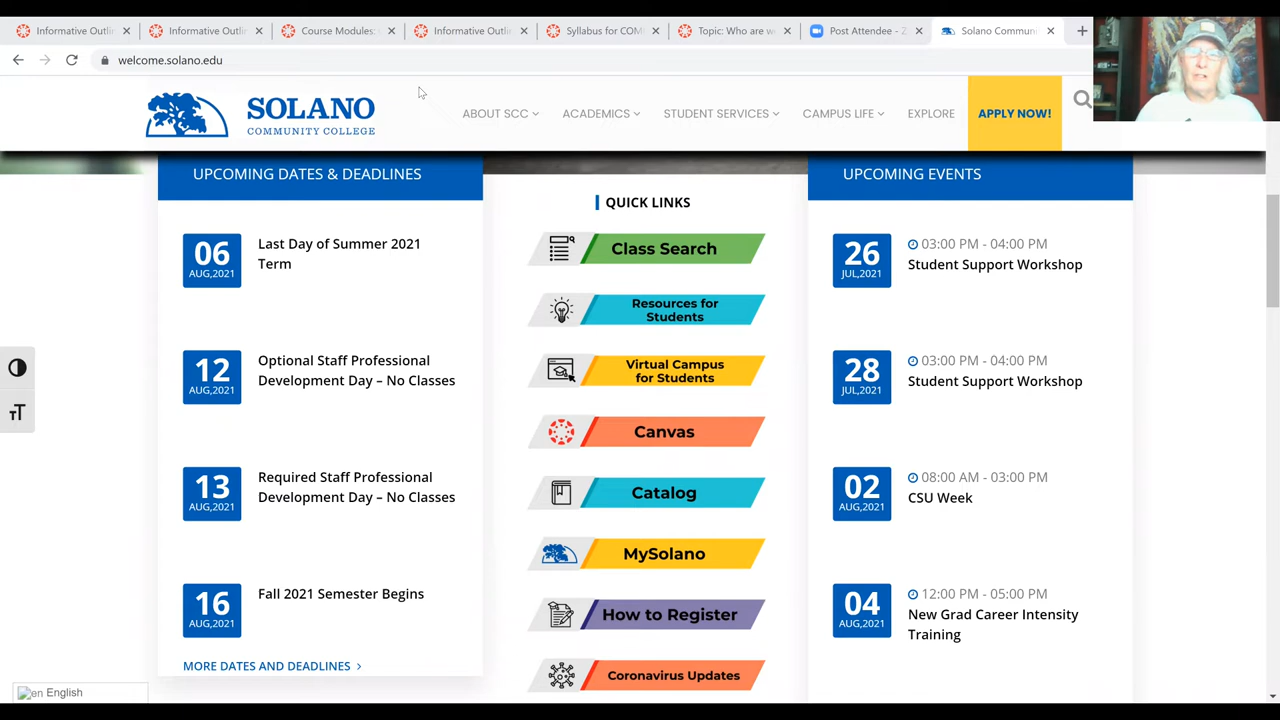 Informative Outli
Informative Outli
Course Modules:
Informative Outli
Syllabus for COM
Topic: Who are w
Post Attendee - Z
Solano Commun
welcome.solano.edu
SOLANO
COMMUNITY COLLEGE
ABOUT SCC
ACADEMICS
STUDENT SERVICES
CAMPUS LIFE
EXPLORE
APPLY NOW!
UPCOMING DATES & DEADLINES
06
AUG,2021
Last Day of Summer 2021
Term
12
AUG,2021
Optional Staff Professional
Development Day – No Classes
13
AUG,2021
Required Staff Professional
Development Day – No Classes
16
AUG,2021
Fall 2021 Semester Begins
MORE DATES AND DEADLINES
QUICK LINKS
Class Search
Resources for
Students
Virtual Campus
for Students
Canvas
Catalog
MySolano
How to Register
Coronavirus Updates
UPCOMING EVENTS
26
JUL,2021
03:00 PM - 04:00 PM
Student Support Workshop
28
JUL,2021
03:00 PM - 04:00 PM
Student Support Workshop
02
AUG,2021
08:00 AM - 03:00 PM
CSU Week
04
AUG,2021
12:00 PM - 05:00 PM
New Grad Career Intensity
Training
en English